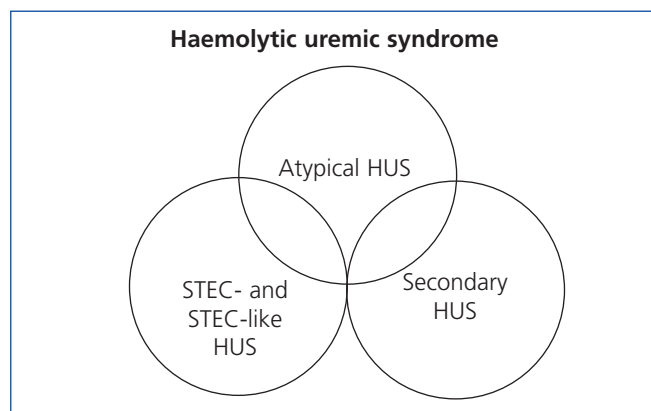 Haemolytic uremic syndrome
Atypical HUS
STEC- and
STEC-like
HUS
Secondary
HUS